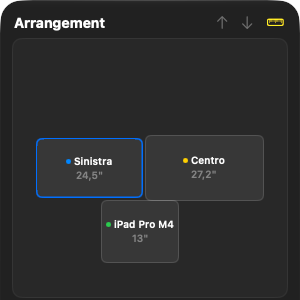 Arrangement
Sinistra
24,5"
Centro
27,2"
iPad Pro M4
13"